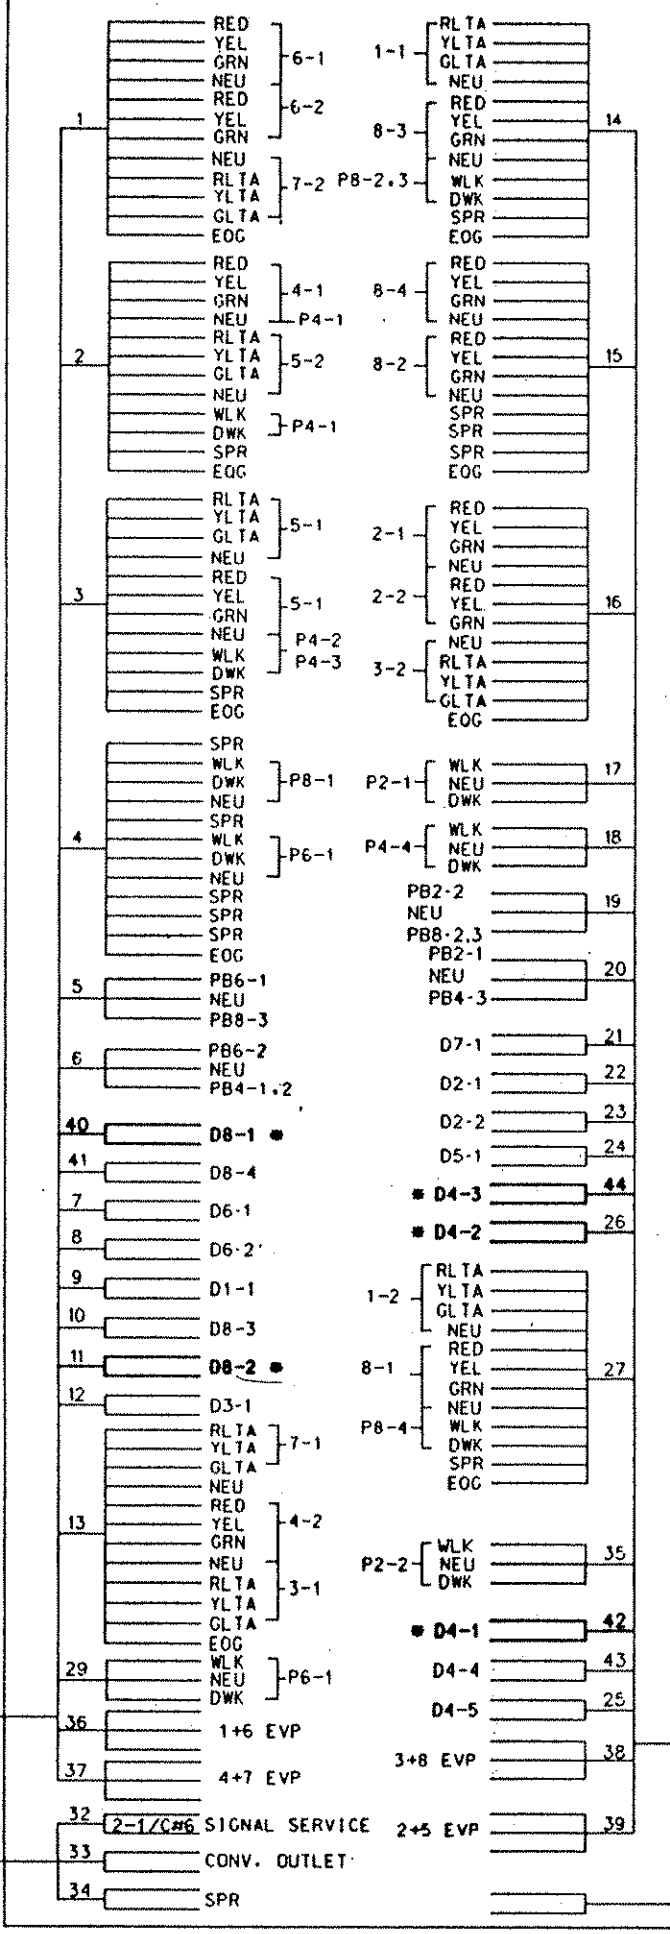 RED
YEL
GRN
NEU
6-1
RED
YEL
GRN
6-2
1
NEU
RLTA
YLTA
GLTA
7-2
EOG
RED
YEL
GRN
NEU
4-1
P4-1
2
RLTA
YLTA
GLTA
NEU
5-2
WLK
DWK
P4-1
SPR
EOG
RLTA
YLTA
GLTA
NEU
5-1
3
RED
YEL
GRN
NEU
5-1
P4-2
WLK
DWK
P4-3
SPR
EOG
SPR
WLK
DWK
NEU
P8-1
SPR
4
WLK
DWK
NEU
P6-1
SPR
SPR
SPR
EOG
5
PB6-1
NEU
PB8-3
6
PB6-2
NEU
PB4-1.2
40 D8-1 *
41 D8-4
7 D6-1
8 D6-2
9 D1-1
10 D8-3
11 D8-2 *
12 D3-1
RLTA
YLTA
GLTA
NEU
7-1
13
RED
YEL
GRN
NEU
4-2
RLTA
YLTA
GLTA
3-1
EOG
29
WLK
NEU
DWK
P6-1
36 1+6 EVP
37 4+7 EVP
32 2-1/C#6 SIGNAL SERVICE
33 CONV. OUTLET
34 SPR
1-1
RLTA
YLTA
GLTA
NEU
8-3
RED
YEL
GRN
NEU
14
P8-2.3
WLK
DWK
SPR
EOG
8-4
RED
YEL
GRN
NEU
8-2
RED
YEL
GRN
NEU
15
SPR
SPR
SPR
EOG
2-1
RED
YEL
GRN
NEU
2-2
RED
YEL
GRN
16
3-2
NEU
RLTA
YLTA
GLTA
EOG
P2-1
WLK
NEU
DWK
17
P4-4
WLK
NEU
DWK
18
PB2-2
NEU
PB8-2.3
19
PB2-1
NEU
PB4-3
20
D7-1 21
D2-1 22
D2-2 23
D5-1 24
* D4-3 44
* D4-2 26
1-2
RLTA
YLTA
GLTA
NEU
8-1
RED
YEL
GRN
NEU
27
P8-4
WLK
DWK
SPR
EOG
P2-2
WLK
NEU
DWK
35
* D4-1 42
D4-4 43
D4-5 25
3+8 EVP 38
2+5 EVP 39